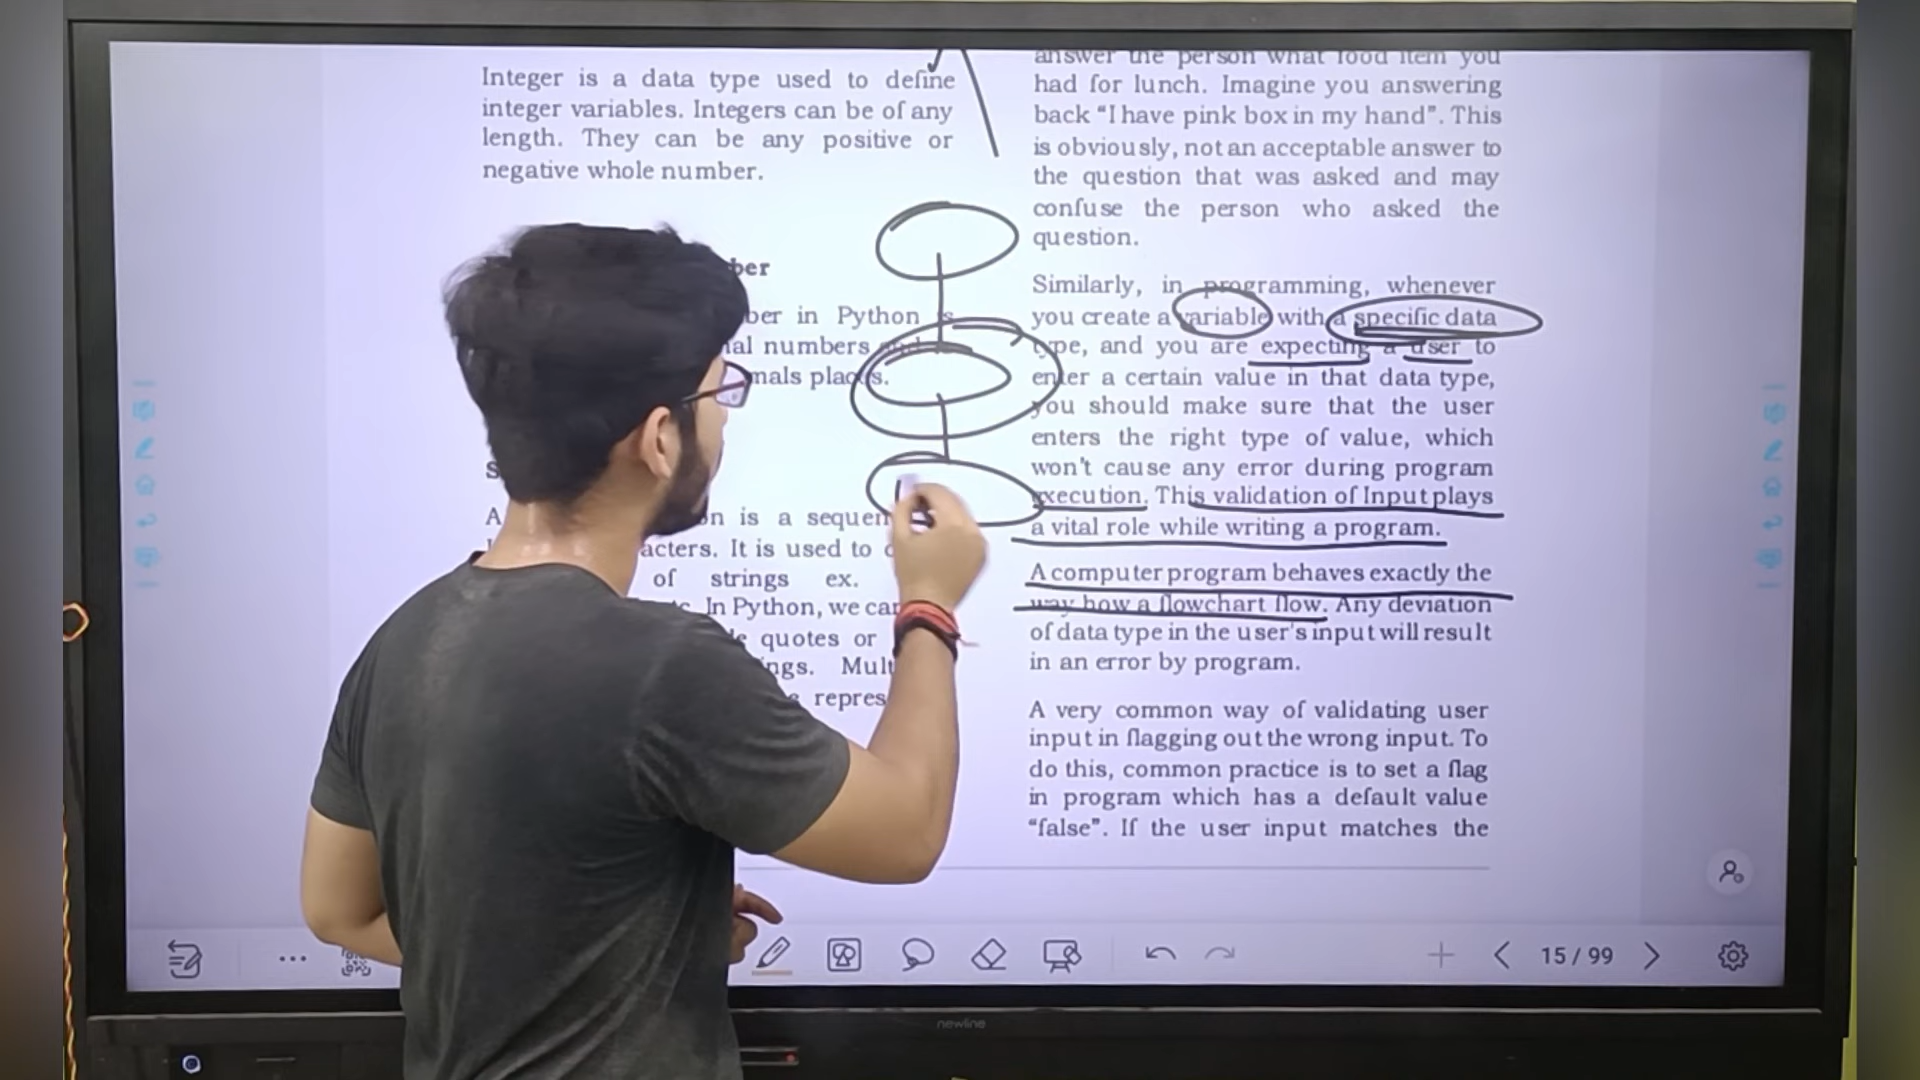 Integer is a data type used to define
integer variables. Integers can be of any
length. They can be any positive or
negative whole number.
ber in Python is
nal numbers and
mals places.
A
n is a sequen
acters. It is used to
of strings ex.
In Python, we can
quotes or
ngs. Mult
repres
answer the person what food item you
had for lunch. Imagine you answering
back “I have pink box in my hand”. This
is obviously, not an acceptable answer to
the question that was asked and may
confuse the person who asked the
question.
Similarly, in programming, whenever
you create a variable with a specific data
type, and you are expecting a user to
enter a certain value in that data type,
you should make sure that the user
enters the right type of value, which
won't cause any error during program
execution. This validation of Input plays
a vital role while writing a program.
A computer program behaves exactly the
way how a flowchart flow. Any deviation
of data type in the user's input will result
in an error by program.
A very common way of validating user
input in flagging out the wrong input. To
do this, common practice is to set a flag
in program which has a default value
“false”. If the user input matches the
15 / 99
newline